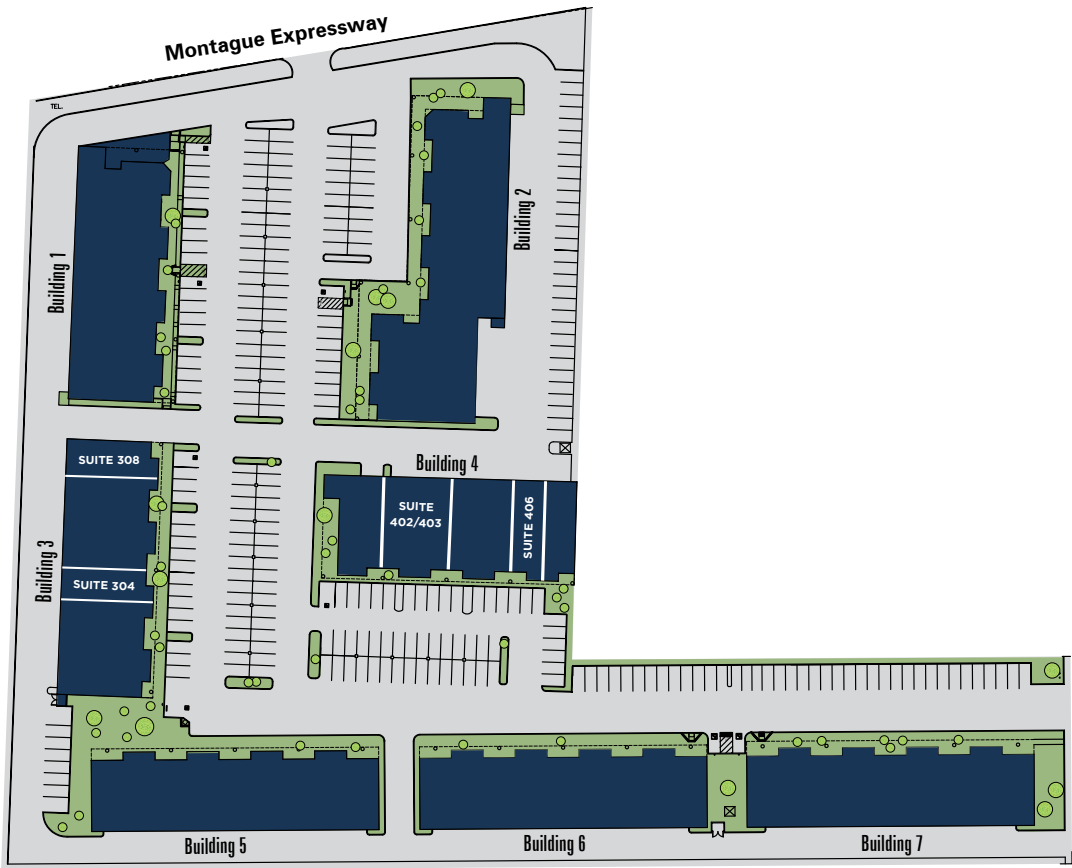 Montague Expressway
TEL.
Building 1
Building 2
Building 4
SUITE 308
SUITE
402/403
SUITE 406
Building 3
SUITE 304
Building 5
Building 6
Building 7